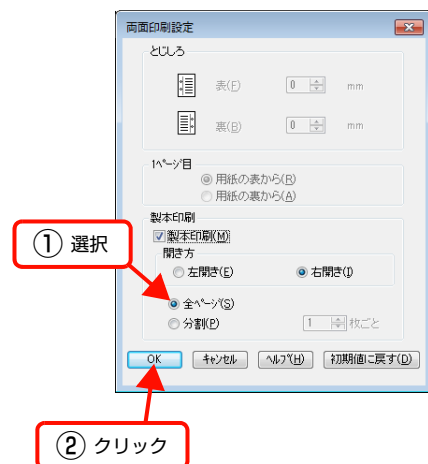 両面印刷設定
とじしろ
表(F) 0 mm
裏(B) 0 mm
1ページ目
用紙の表から(R)
用紙の裏から(A)
製本印刷
製本印刷(M)
① 選択
開き方
左開き(E) 右開き(I)
全ページ(S)
分割(P) 1 枚ごと
OK キャンセル ヘルプ(H) 初期値に戻す(D)
② クリック